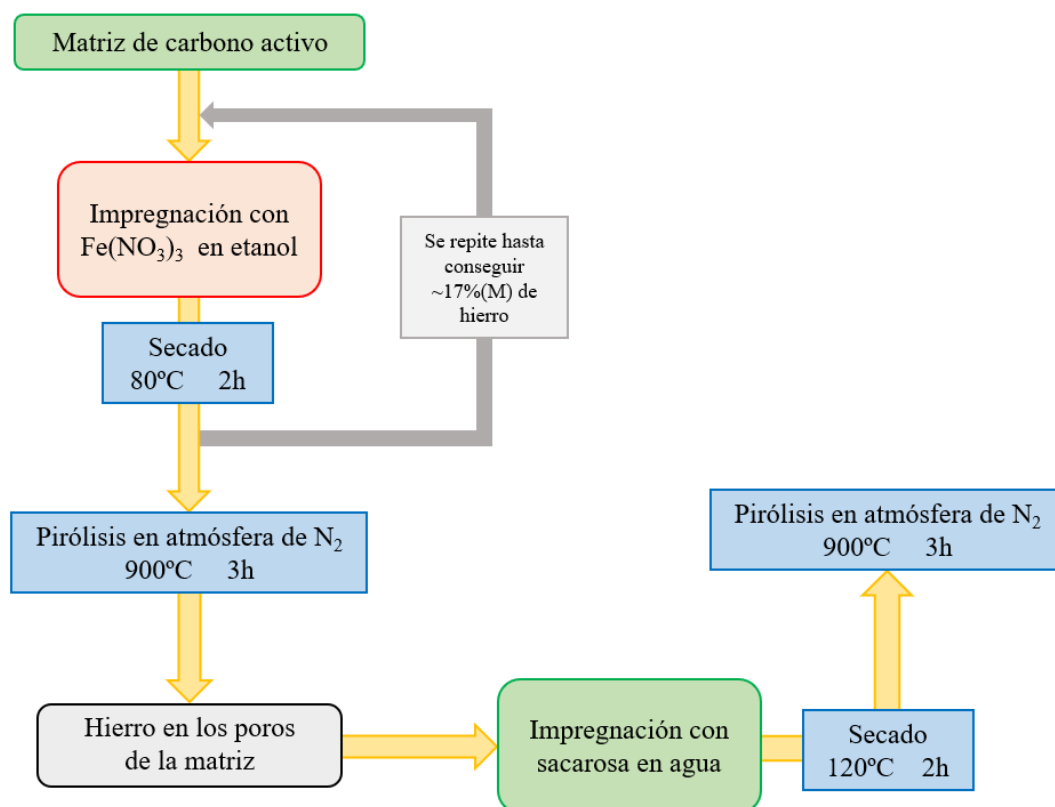 Matriz de carbono activo
Impregnación con
Fe(NO₃)₃ en etanol
Se repite hasta
conseguir
~17%(M) de
hierro
Secado
80ºC 2h
Pirólisis en atmósfera de N₂
900ºC 3h
Hierro en los poros
de la matriz
Impregnación con
sacarosa en agua
Secado
120ºC 2h
Pirólisis en atmósfera de N₂
900ºC 3h